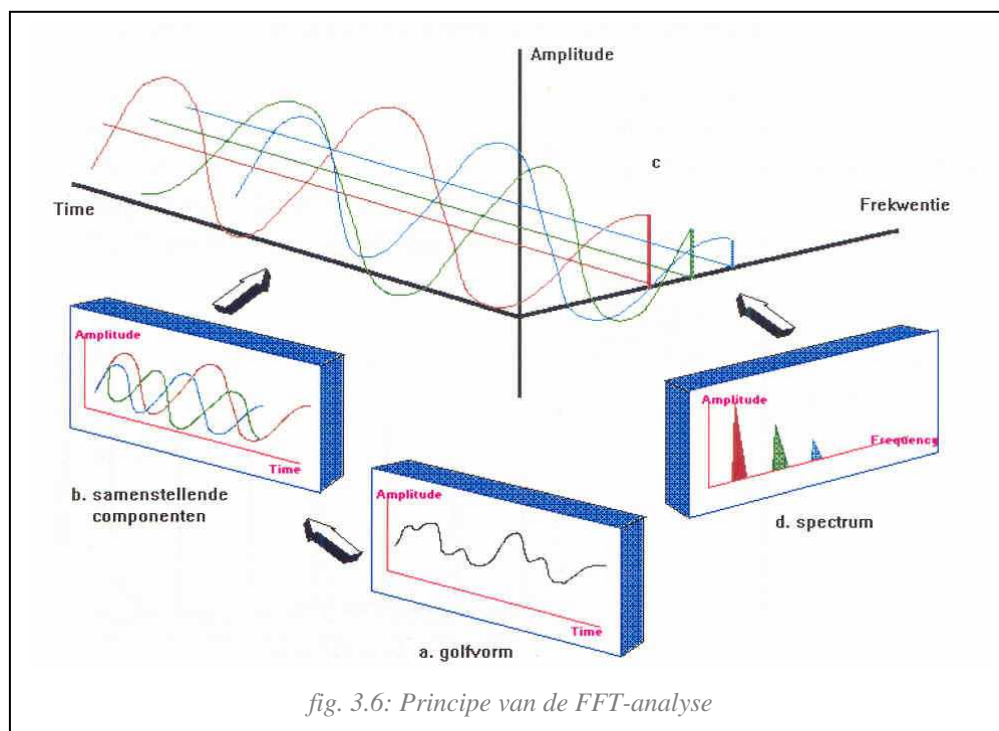 Amplitude
c
Time
Frekwentie
Amplitude
Time
b. samenstellende
componenten
Amplitude
Frequency
d. spectrum
Amplitude
Time
a. golfvorm
fig. 3.6: Principe van de FFT-analyse